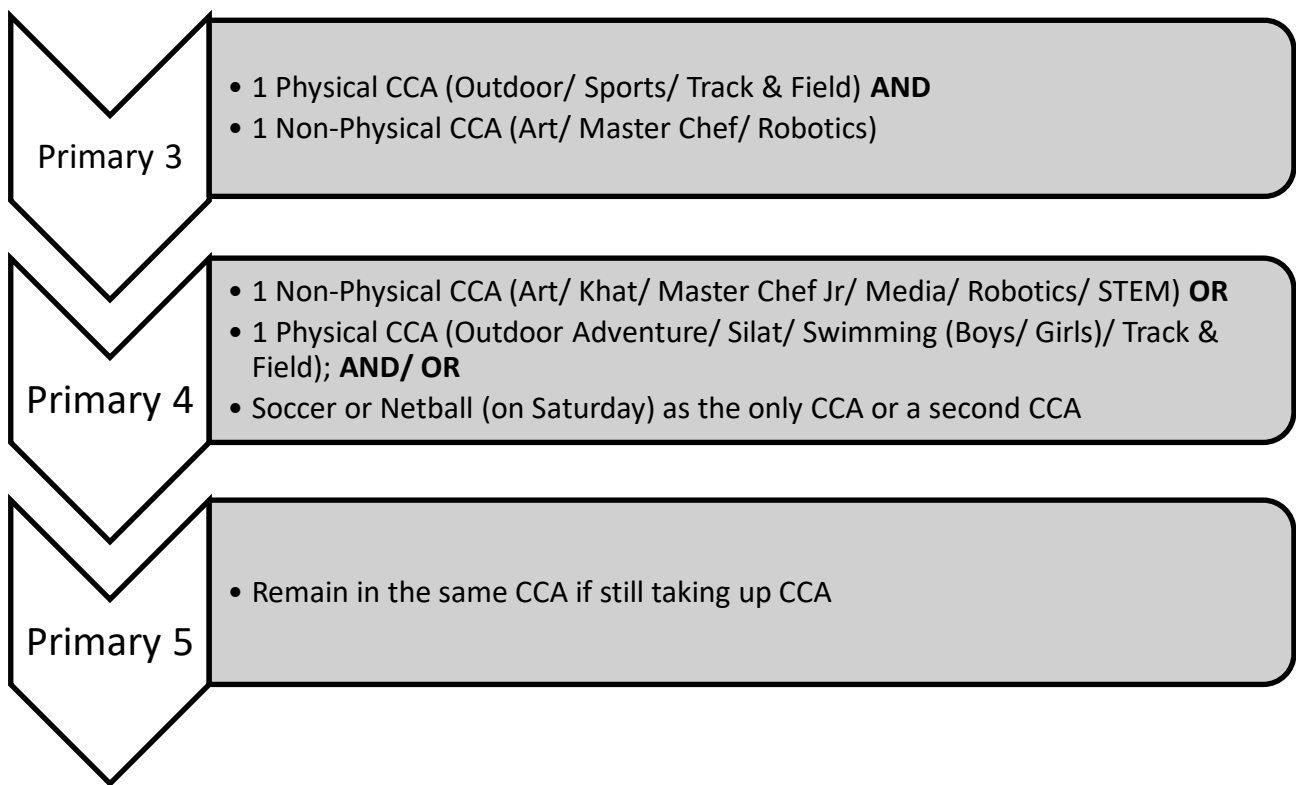 Primary 3
• 1 Physical CCA (Outdoor/ Sports/ Track & Field) AND
• 1 Non-Physical CCA (Art/ Master Chef/ Robotics)
Primary 4
• 1 Non-Physical CCA (Art/ Khat/ Master Chef Jr/ Media/ Robotics/ STEM) OR
• 1 Physical CCA (Outdoor Adventure/ Silat/ Swimming (Boys/ Girls)/ Track &
Field); AND/ OR
• Soccer or Netball (on Saturday) as the only CCA or a second CCA
Primary 5
• Remain in the same CCA if still taking up CCA